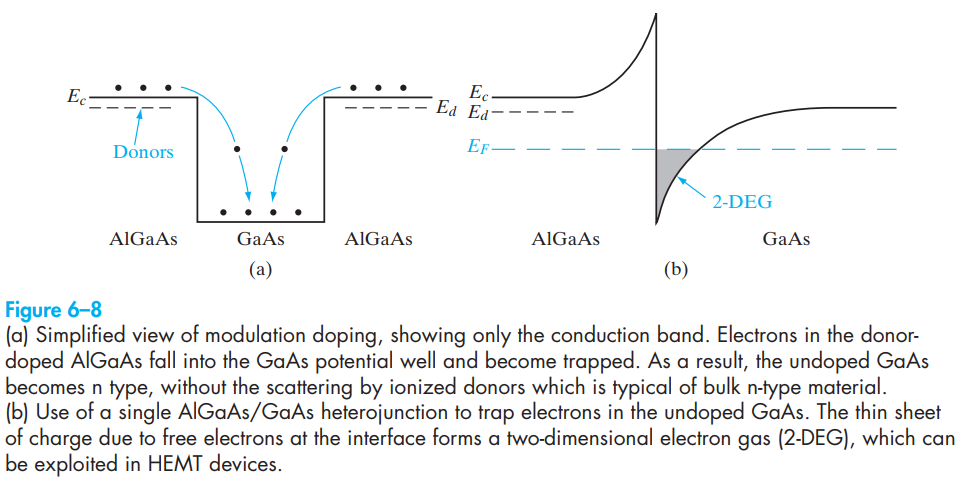 E_c
E_d
Donors
AlGaAs GaAs AlGaAs
(a)
E_c
E_d
E_F
2-DEG
AlGaAs GaAs
(b)
Figure 6–8
(a) Simplified view of modulation doping, showing only the conduction band. Electrons in the donor-
doped AlGaAs fall into the GaAs potential well and become trapped. As a result, the undoped GaAs
becomes n type, without the scattering by ionized donors which is typical of bulk n-type material.
(b) Use of a single AlGaAs/GaAs heterojunction to trap electrons in the undoped GaAs. The thin sheet
of charge due to free electrons at the interface forms a two-dimensional electron gas (2-DEG), which can
be exploited in HEMT devices.